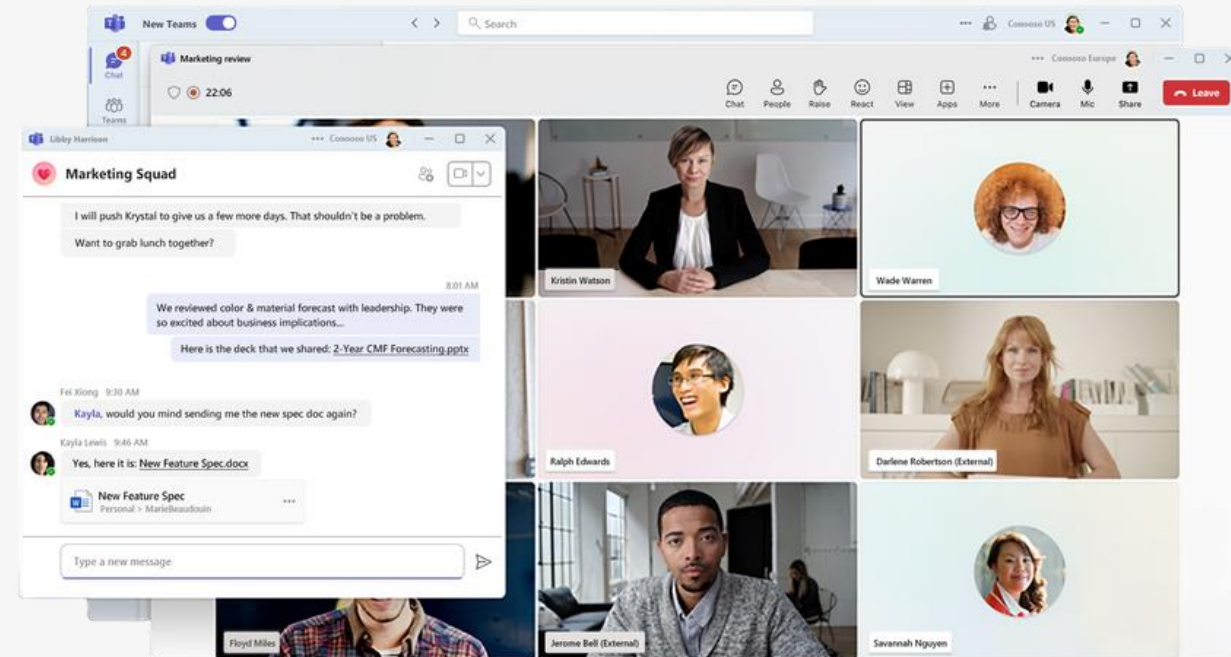 New Teams
Search
Contoso US
4
Chat
Marketing review
Contoso Europe
Teams
22:06
Chat
People
Raise
React
View
Apps
More
Camera
Mic
Share
Leave
Libby Harrison
Contoso US
Marketing Squad
I will push Krystal to give us a few more days. That shouldn't be a problem.
Want to grab lunch together?
8:01 AM
We reviewed color & material forecast with leadership. They were
so excited about business implications...
Here is the deck that we shared: 2-Year CMF Forecasting.pptx
Fei Xiong 9:30 AM
Kayla, would you mind sending me the new spec doc again?
Kayla Lewis 9:46 AM
Yes, here it is: New Feature Spec.docx
New Feature Spec
Personal > MarieBeaudouin
Type a new message
Kristin Watson
Wade Warren
Ralph Edwards
Darlene Robertson (External)
Floyd Miles
Jerome Bell (External)
Savannah Nguyen